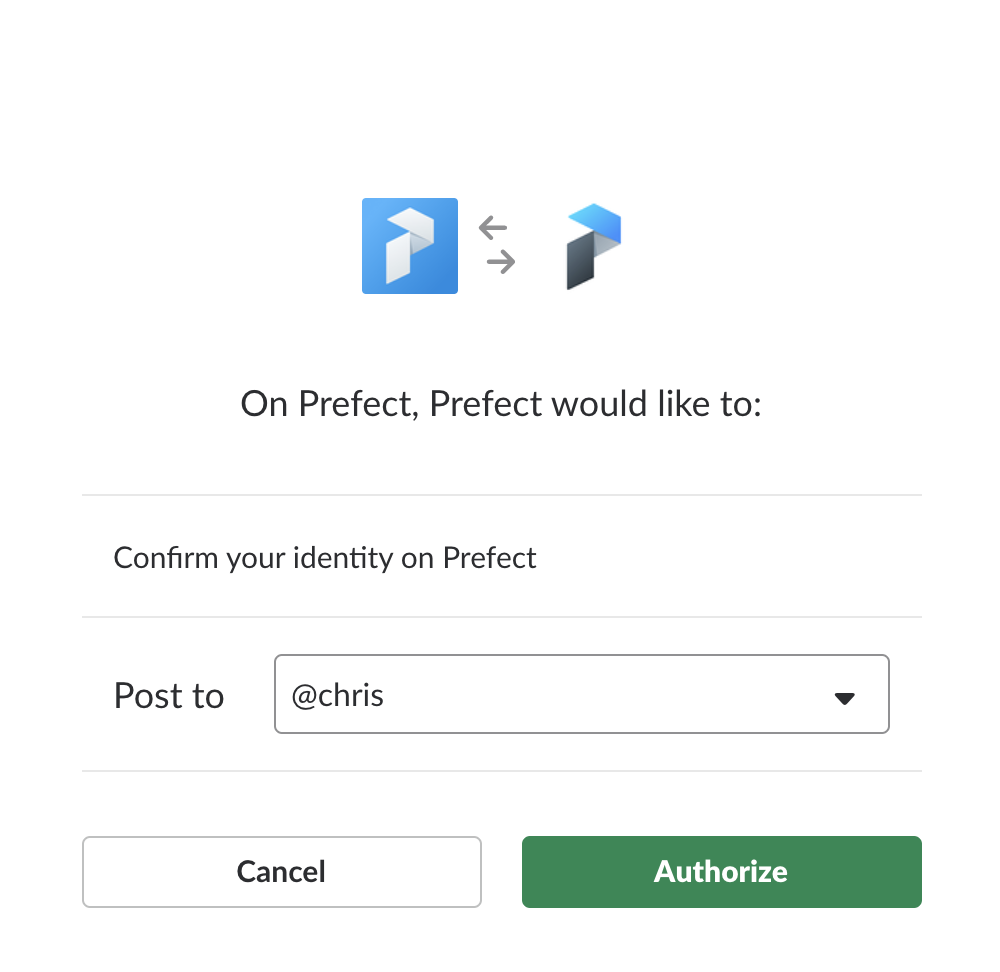 On Prefect, Prefect would like to:
Confirm your identity on Prefect
Post to
@chris
Cancel
Authorize